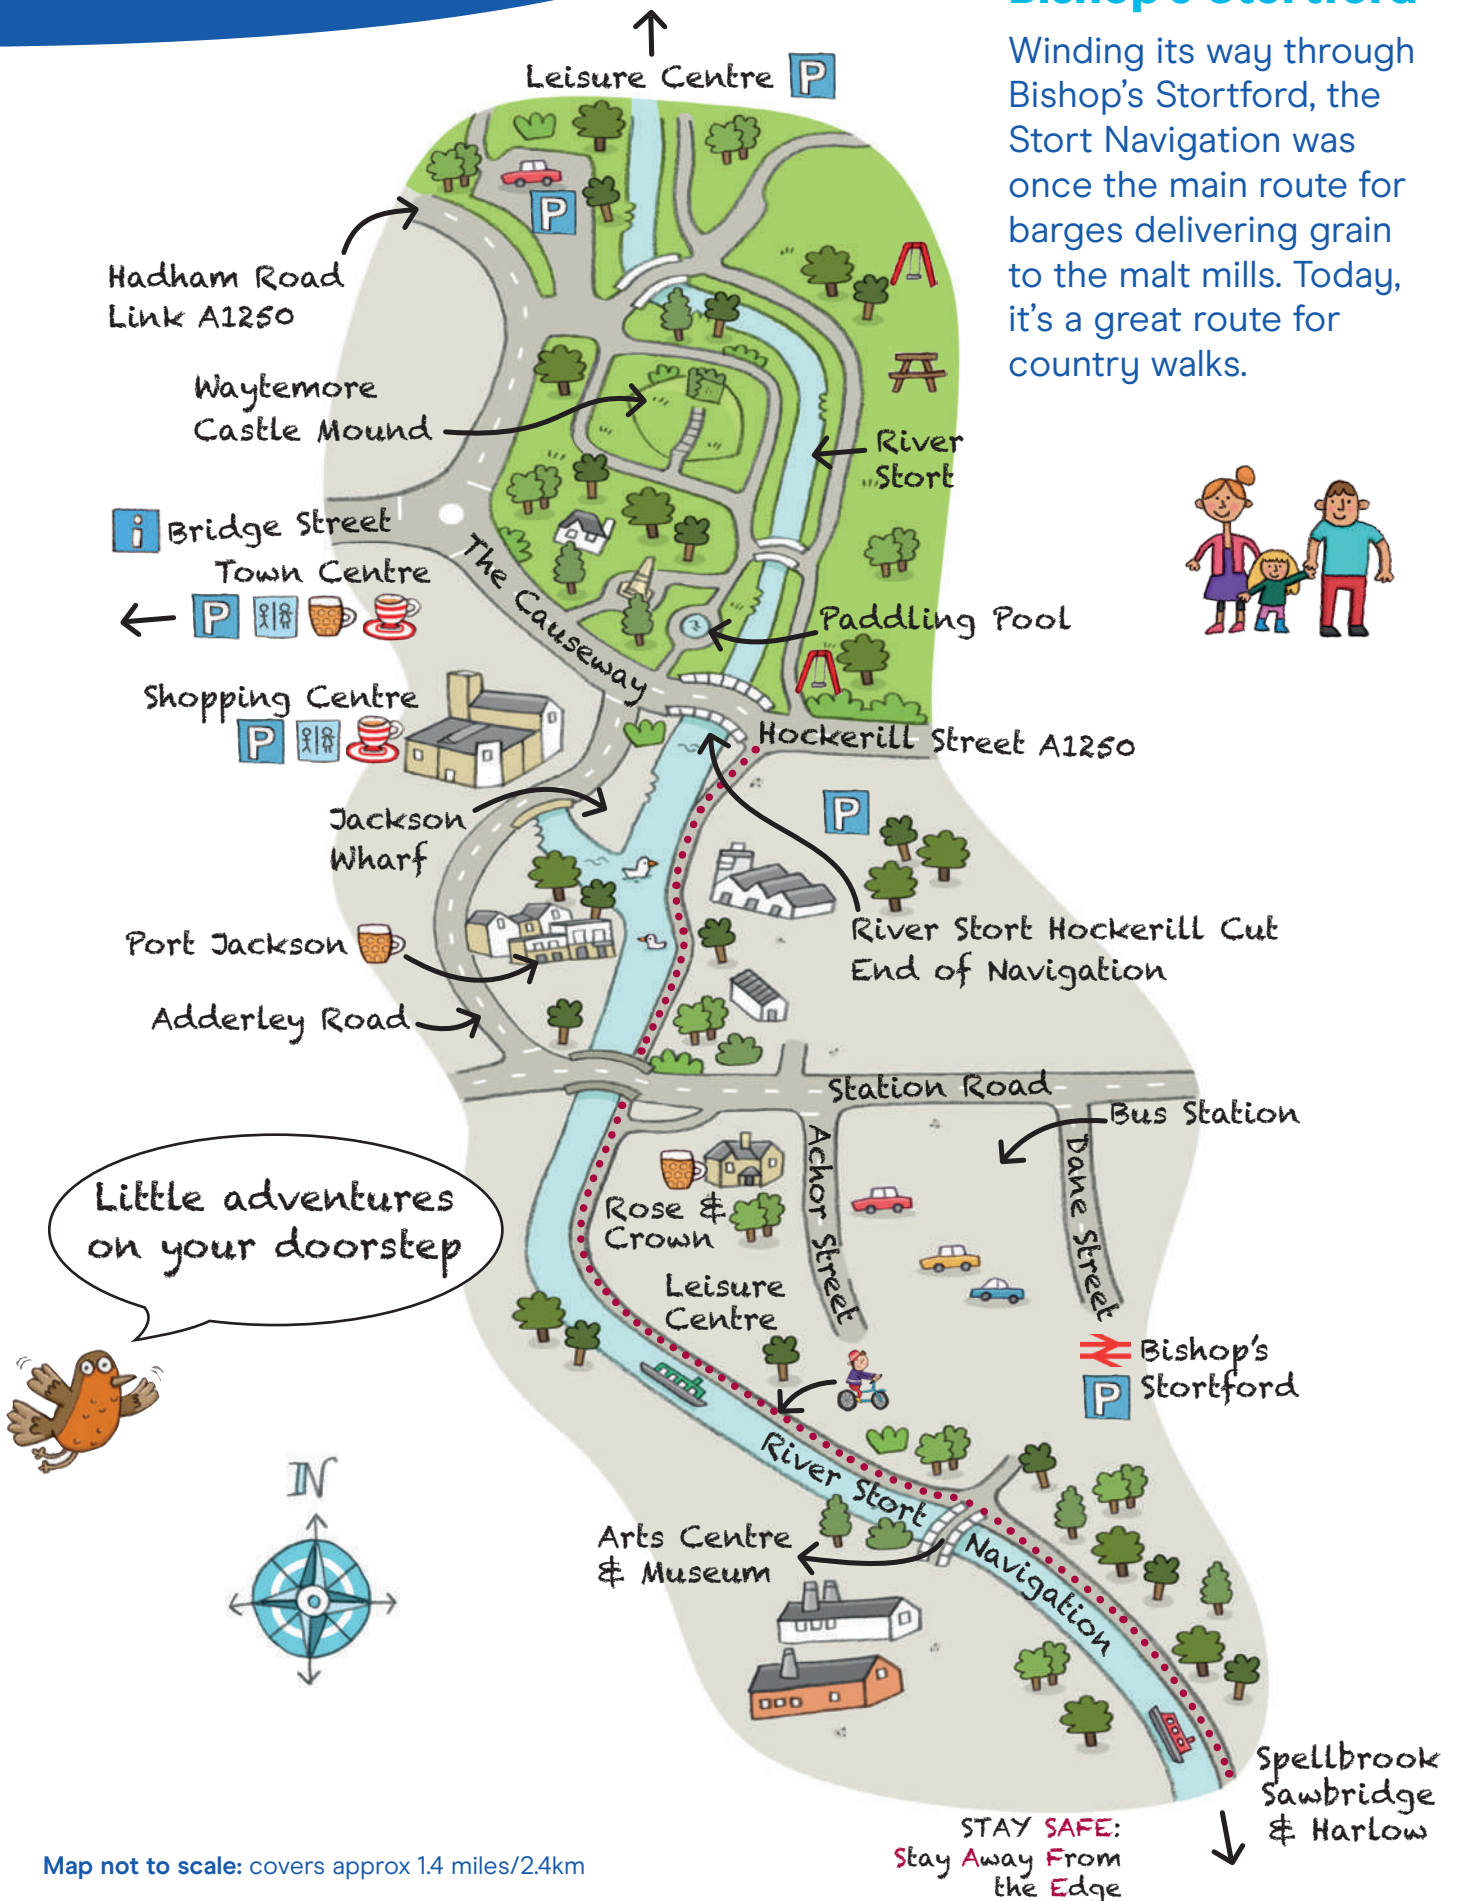 Bishop's Stortford
Winding its way through
Bishop's Stortford, the
Stort Navigation was
once the main route for
barges delivering grain
to the malt mills. Today,
it's a great route for
country walks.
Leisure Centre P
P
Hadham Road
Link A1250
Waytemore
Castle Mound
River
Stort
i Bridge Street
Town Centre
P
The Causeway
Paddling Pool
Shopping Centre
P
Hockerill Street A1250
Jackson
Wharf
P
Port Jackson
River Stort Hockerill Cut
End of Navigation
Adderley Road
Station Road
Bus Station
Achor Street
Dane Street
Little adventures
on your doorstep
Rose &
Crown
Leisure
Centre
Bishop's
P Stortford
River Stort Navigation
N
Arts Centre
& Museum
Spellbrook
Sawbridge
& Harlow
STAY SAFE:
Stay Away From
the Edge
Map not to scale: covers approx 1.4 miles/2.4km